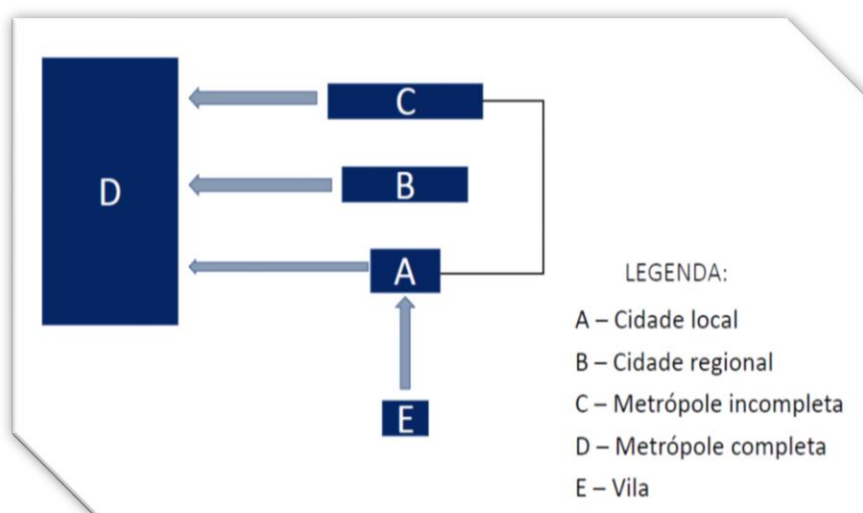 C
D
B
A
E
LEGENDA:
A – Cidade local
B – Cidade regional
C – Metrópole incompleta
D – Metrópole completa
E – Vila